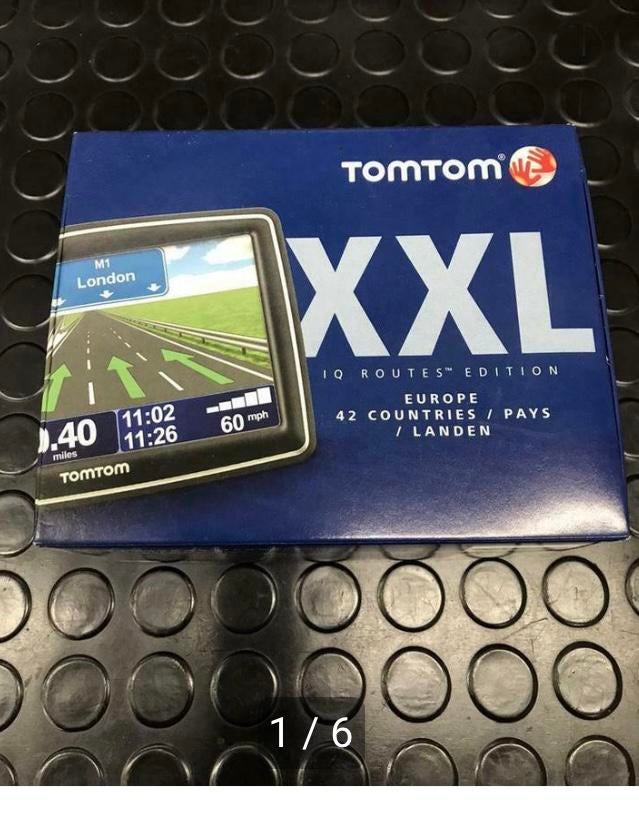 TOMTOM®
XXL
IQ ROUTES™ EDITION
EUROPE
42 COUNTRIES / PAYS
/ LANDEN
M1
London
.40
miles
11:02
11:26
60 mph
TOMTOM
1 / 6